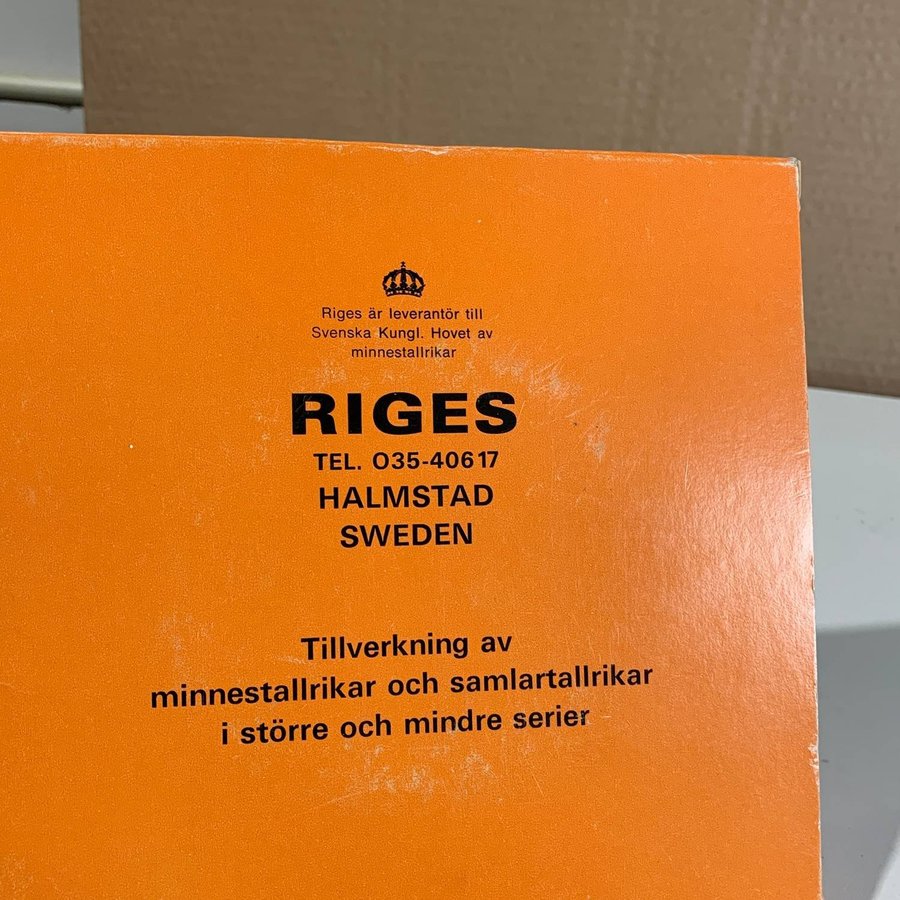 Riges är leverantör till
Svenska Kungl. Hovet av
minnestallrikar
RIGES
TEL. 035-40617
HALMSTAD
SWEDEN
Tillverkning av
minnestallrikar och samlartallrikar
i större och mindre serier